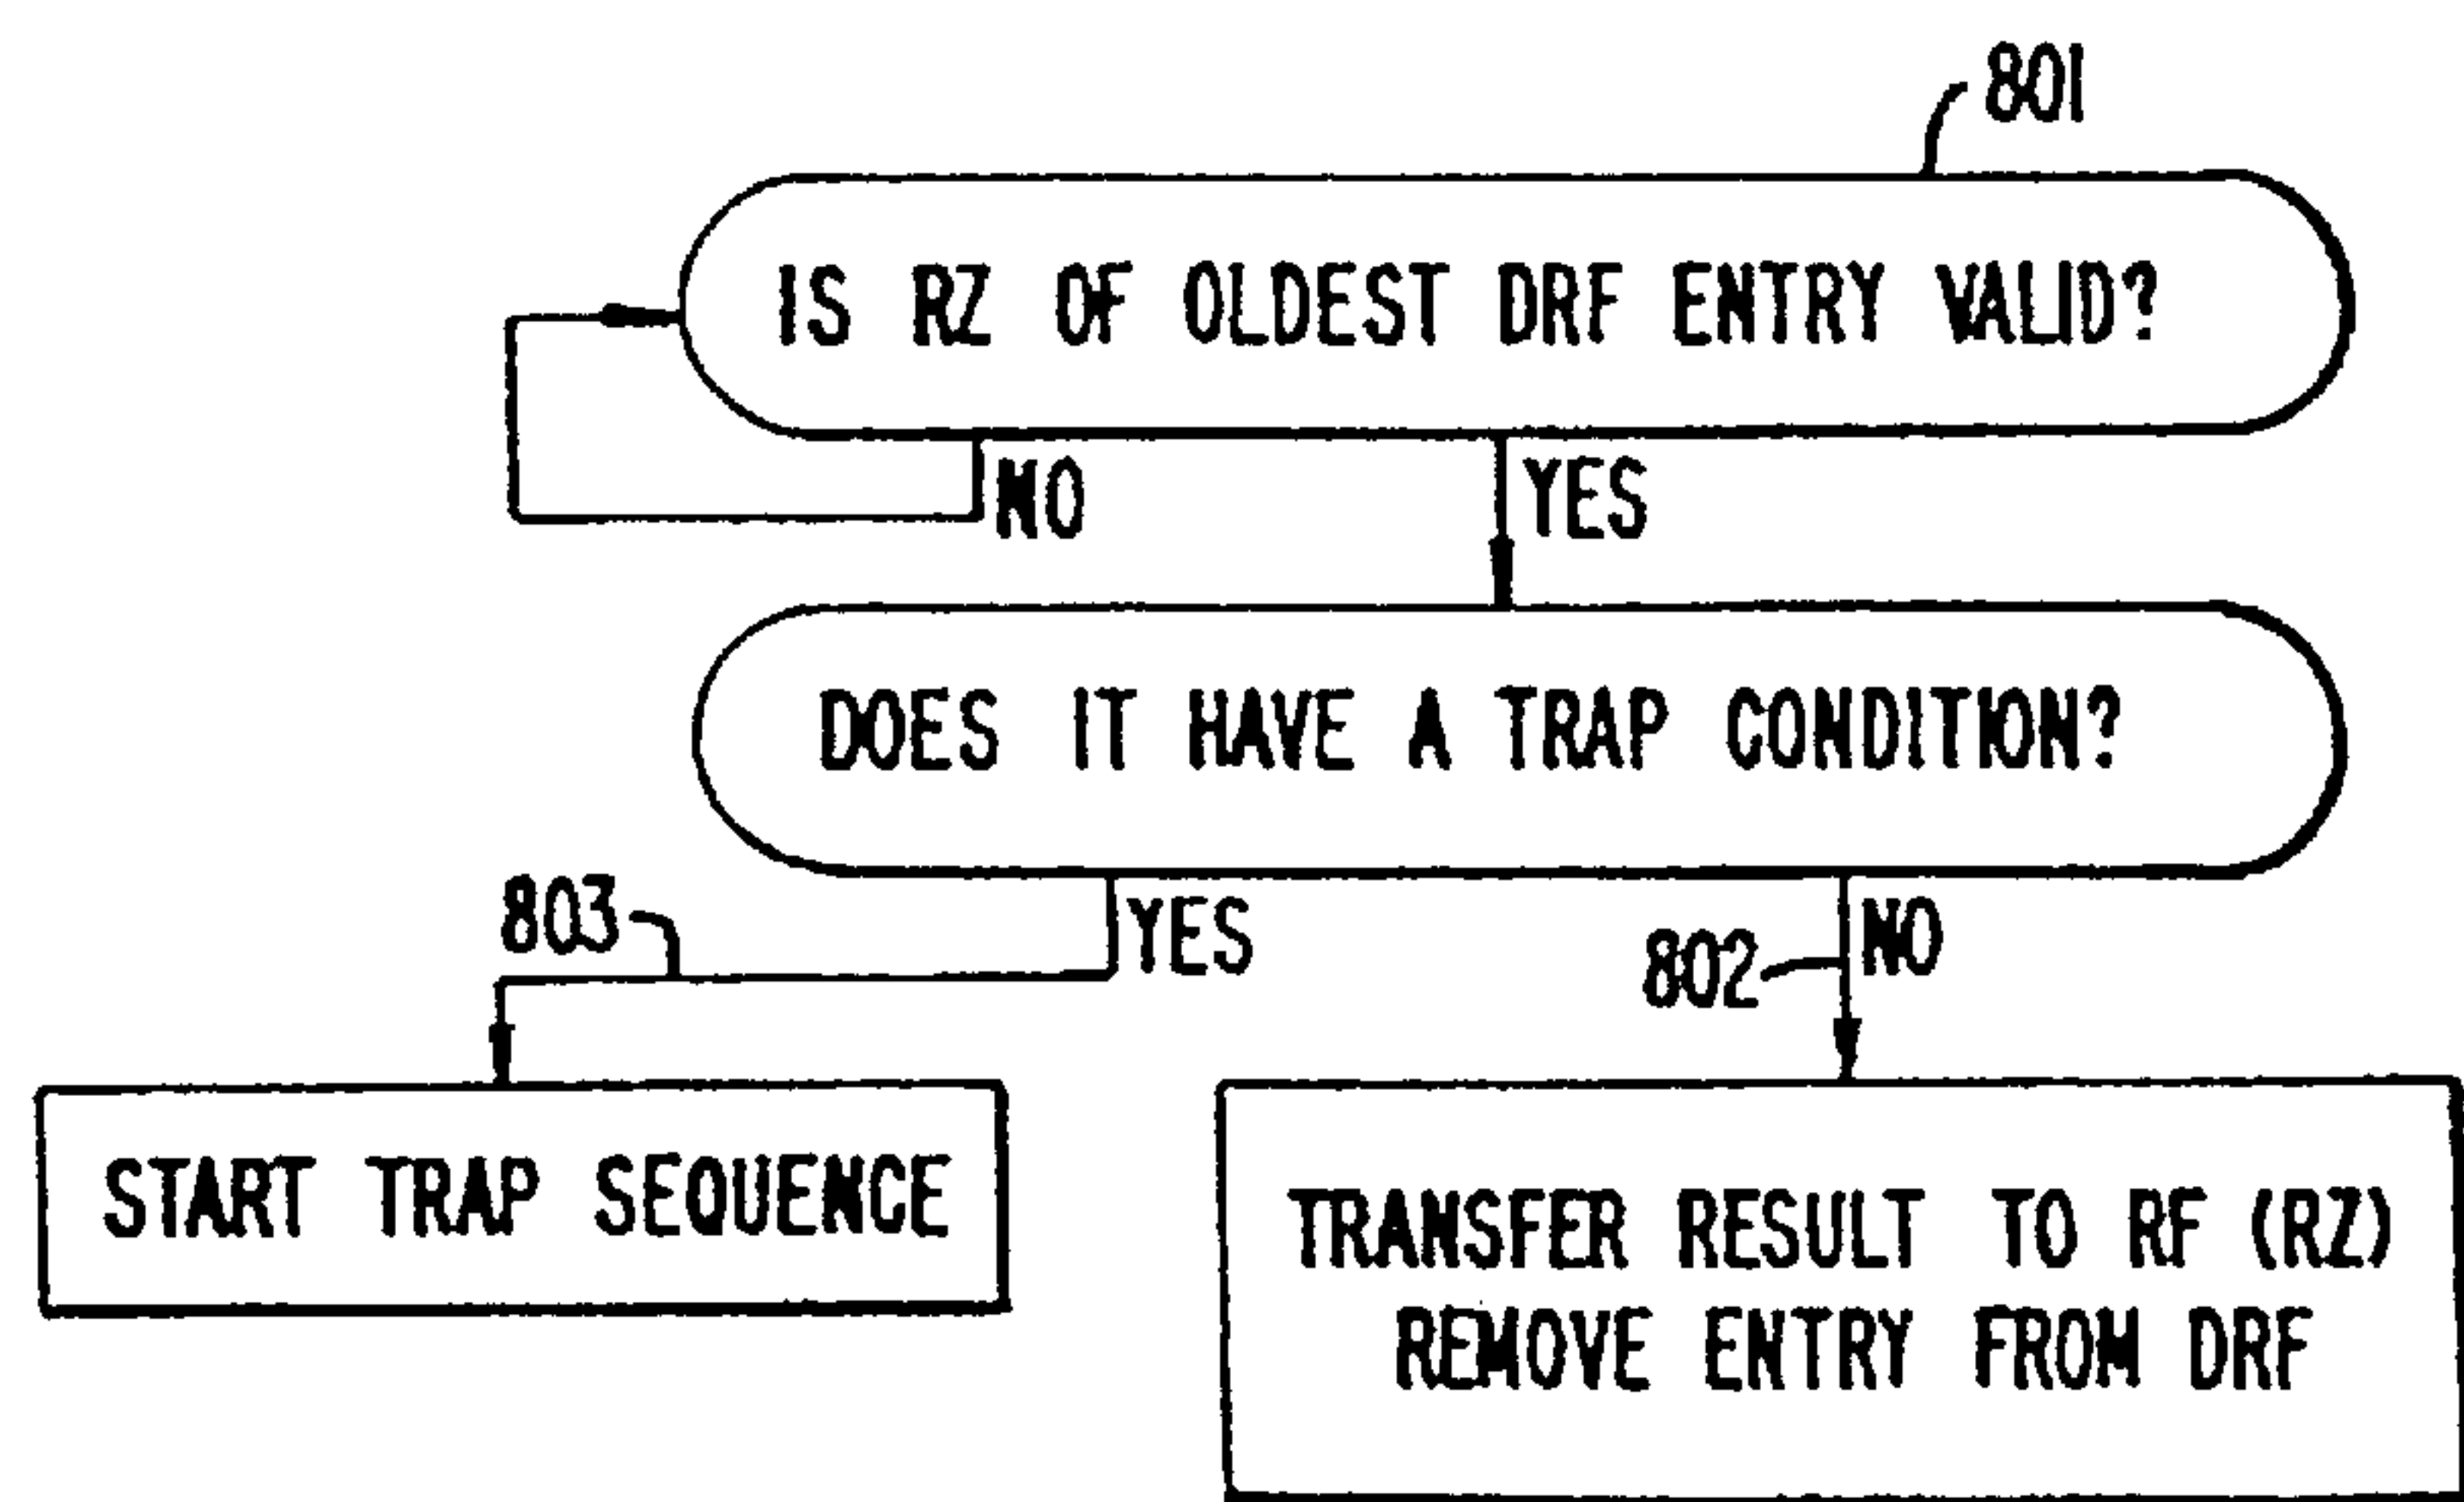 801
IS RZ OF OLDEST DRF ENTRY VALID?
NO
YES
DOES IT HAVE A TRAP CONDITION?
803
YES
802
NO
START TRAP SEQUENCE
TRANSFER RESULT TO RF (RZ)
REMOVE ENTRY FROM DRF